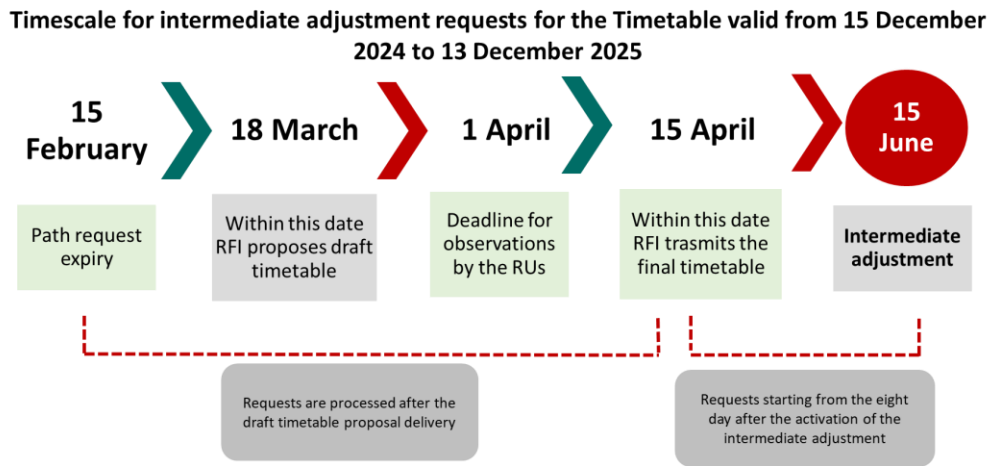 Timescale for intermediate adjustment requests for the Timetable valid from 15 December
2024 to 13 December 2025
15
February
18 March
1 April
15 April
15
June
Path request
expiry
Within this date
RFI proposes draft
timetable
Deadline for
observations
by the RUs
Within this date
RFI trasmits the
final timetable
Intermediate
adjustment
Requests are processed after the
draft timetable proposal delivery
Requests starting from the eight
day after the activation of the
intermediate adjustment